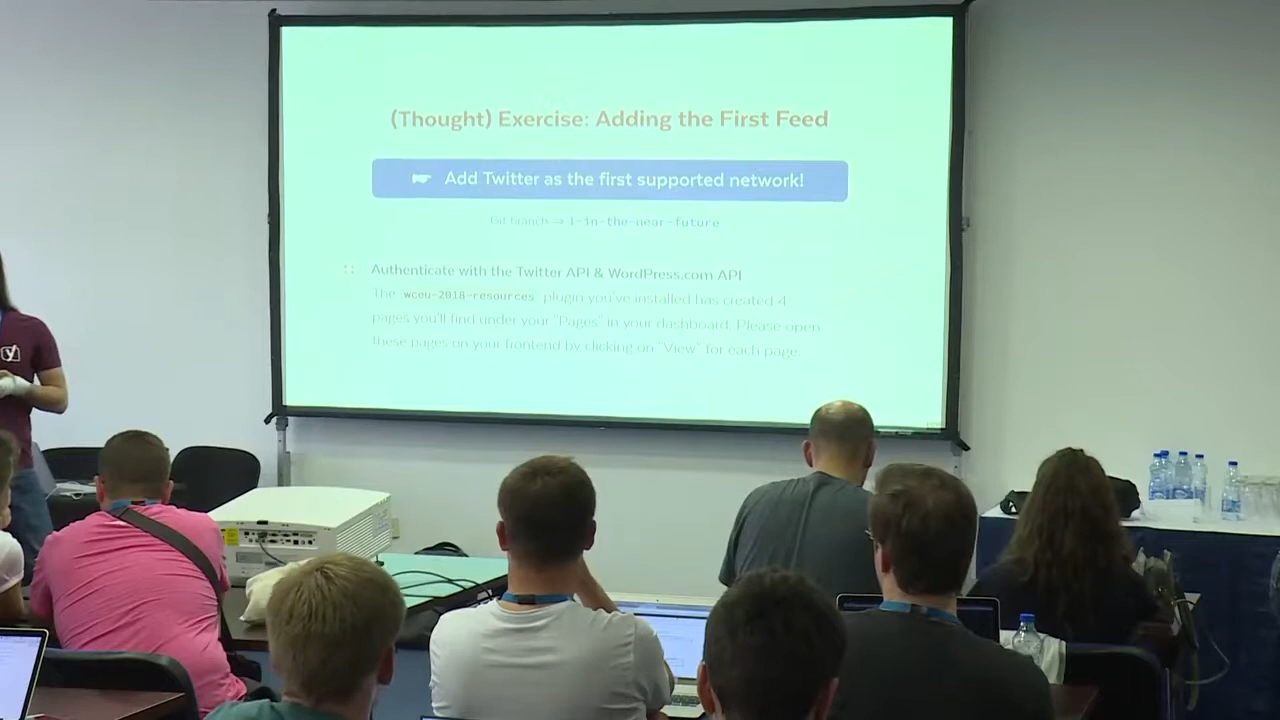 (Thought) Exercise: Adding the First Feed
Add Twitter as the first supported network!
Git branch → 1-in-the-near-future
:: Authenticate with the Twitter API & WordPress.com API
The wceu-2018-resources plugin you've installed has created 4
pages you'll find under your "Pages" in your dashboard. Please open
these pages on your frontend by clicking on "View" for each page.